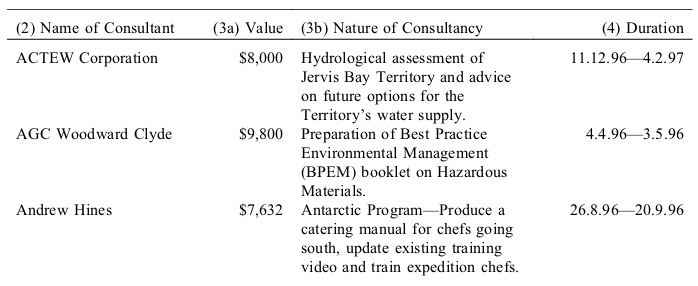 (2) Name of Consultant (3a) Value (3b) Nature of Consultancy (4) Duration
ACTEW Corporation $8,000 Hydrological assessment of 11.12.96—4.2.97
Jervis Bay Territory and advice
on future options for the
Territory's water supply.
AGC Woodward Clyde $9,800 Preparation of Best Practice 4.4.96—3.5.96
Environmental Management
(BPEM) booklet on Hazardous
Materials.
Andrew Hines $7,632 Antarctic Program—Produce a 26.8.96—20.9.96
catering manual for chefs going
south, update existing training
video and train expedition chefs.